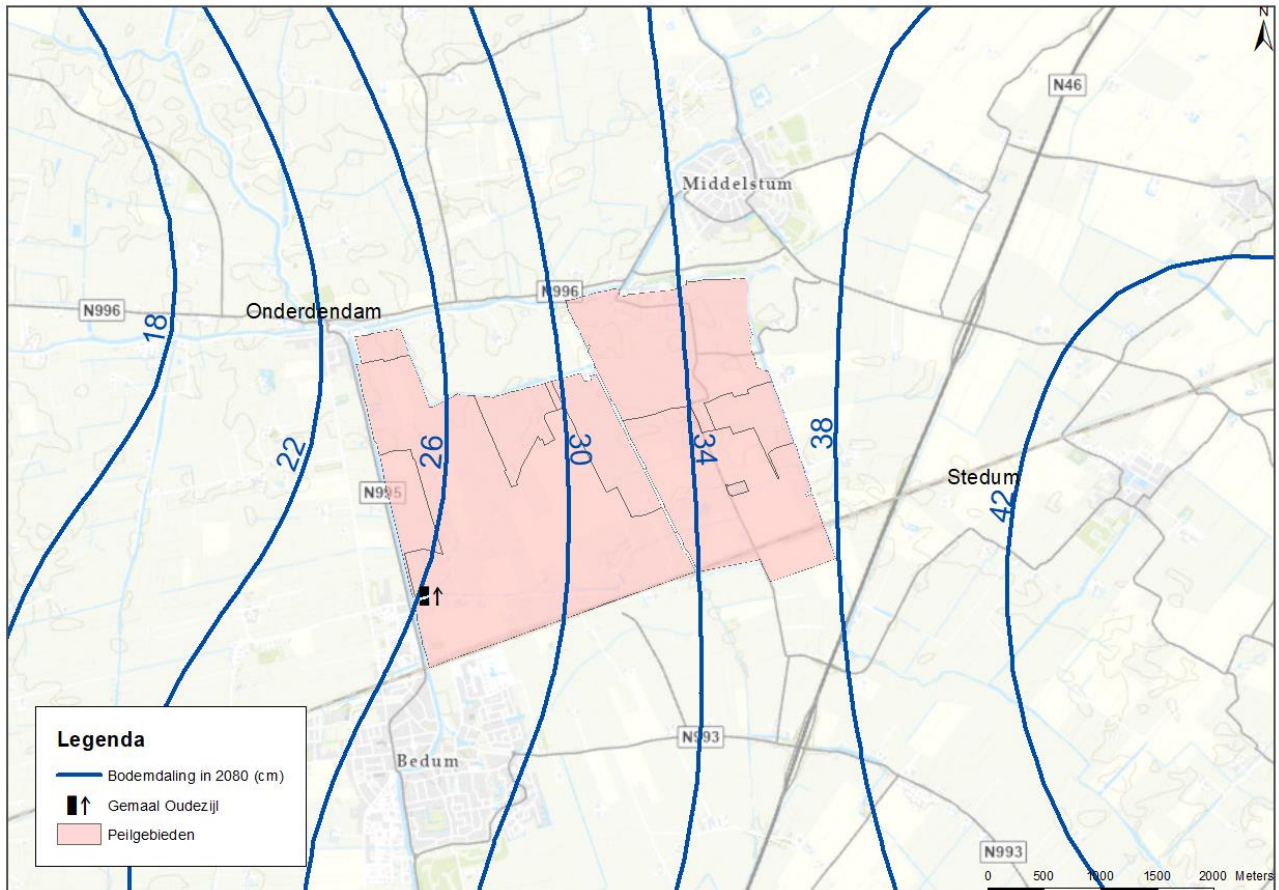 N
N46
Middelstum
N996
Onderdendam
N996
18
22
26
30
34
38
42
N995
Stedum
N993
Bedum
N993
Legenda
Bodemdaling in 2080 (cm)
Gemaal Oudezijl
Peilgebieden
0 500 1000 1500 2000 Meters